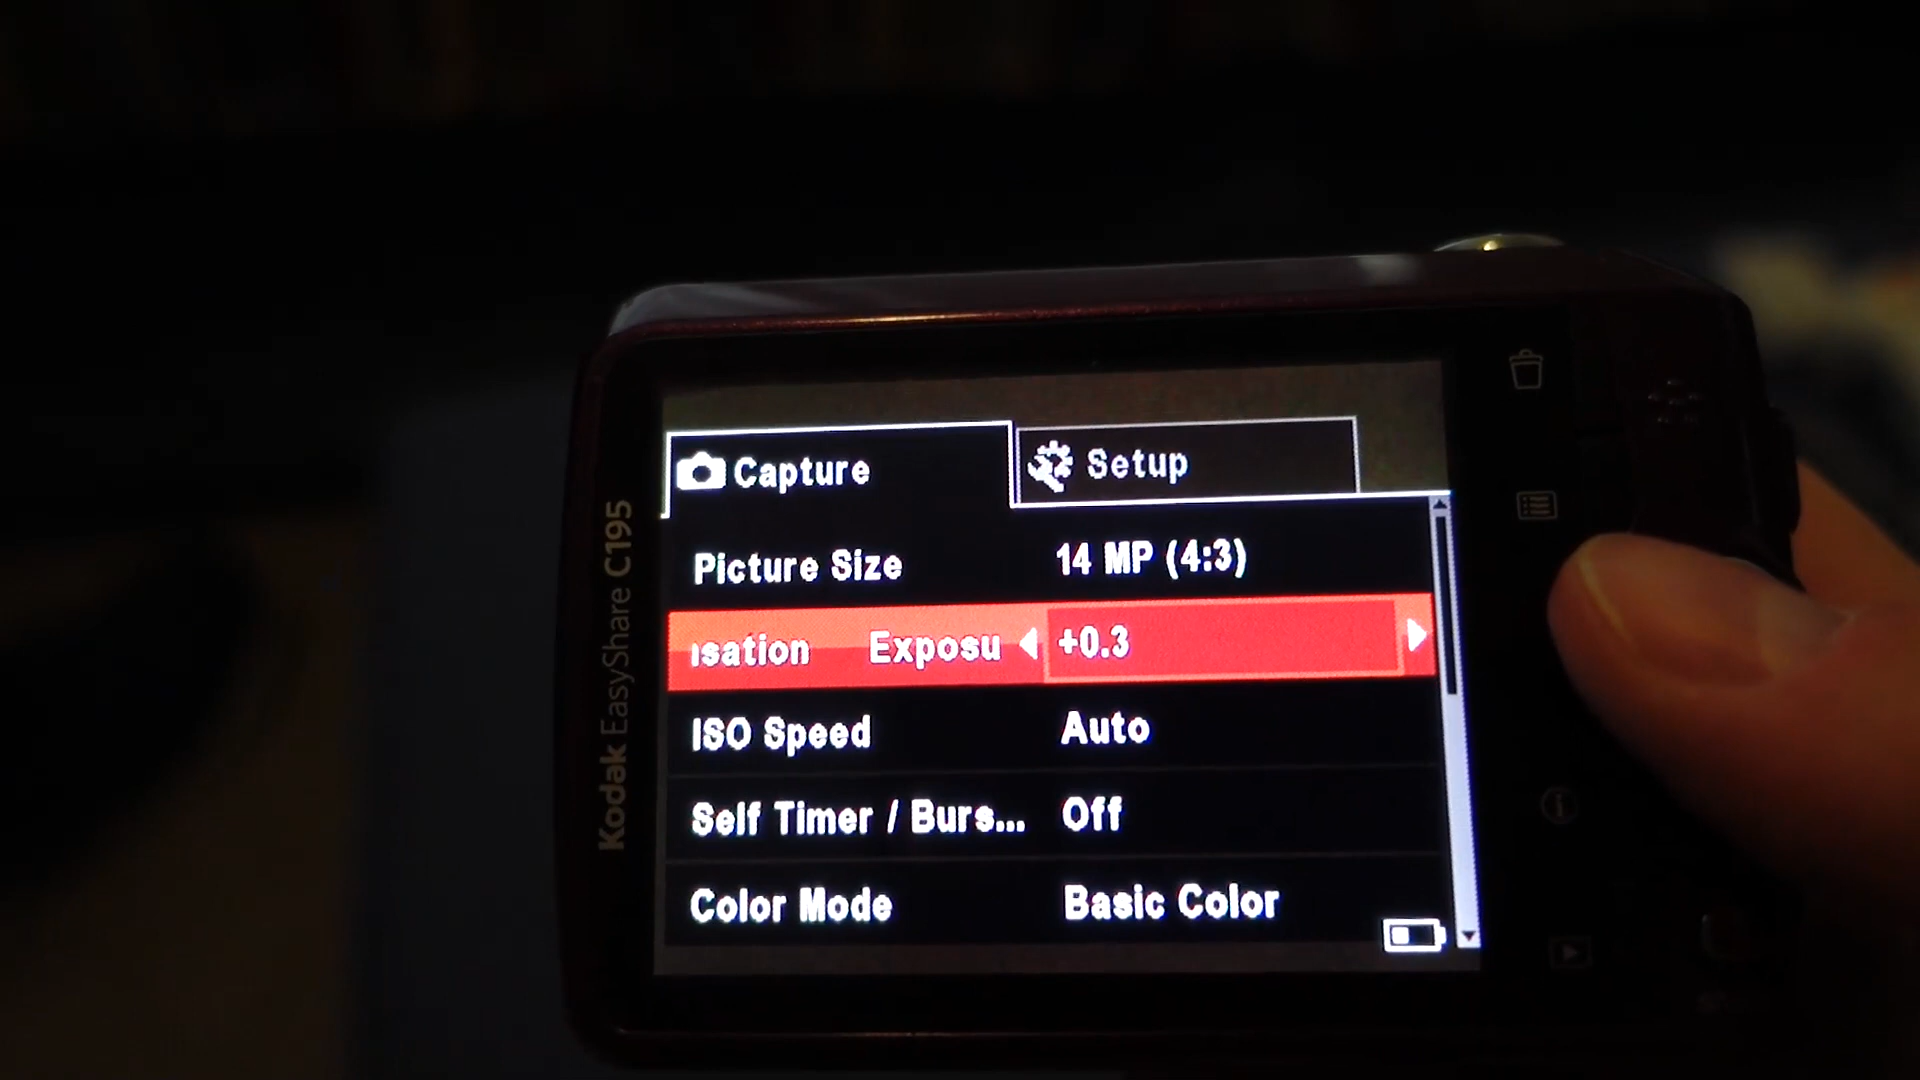 Capture
Setup
Picture Size 14 MP (4:3)
ısation Exposu +0.3
ISO Speed Auto
Self Timer / Burs... Off
Color Mode Basic Color
Kodak EasyShare C195